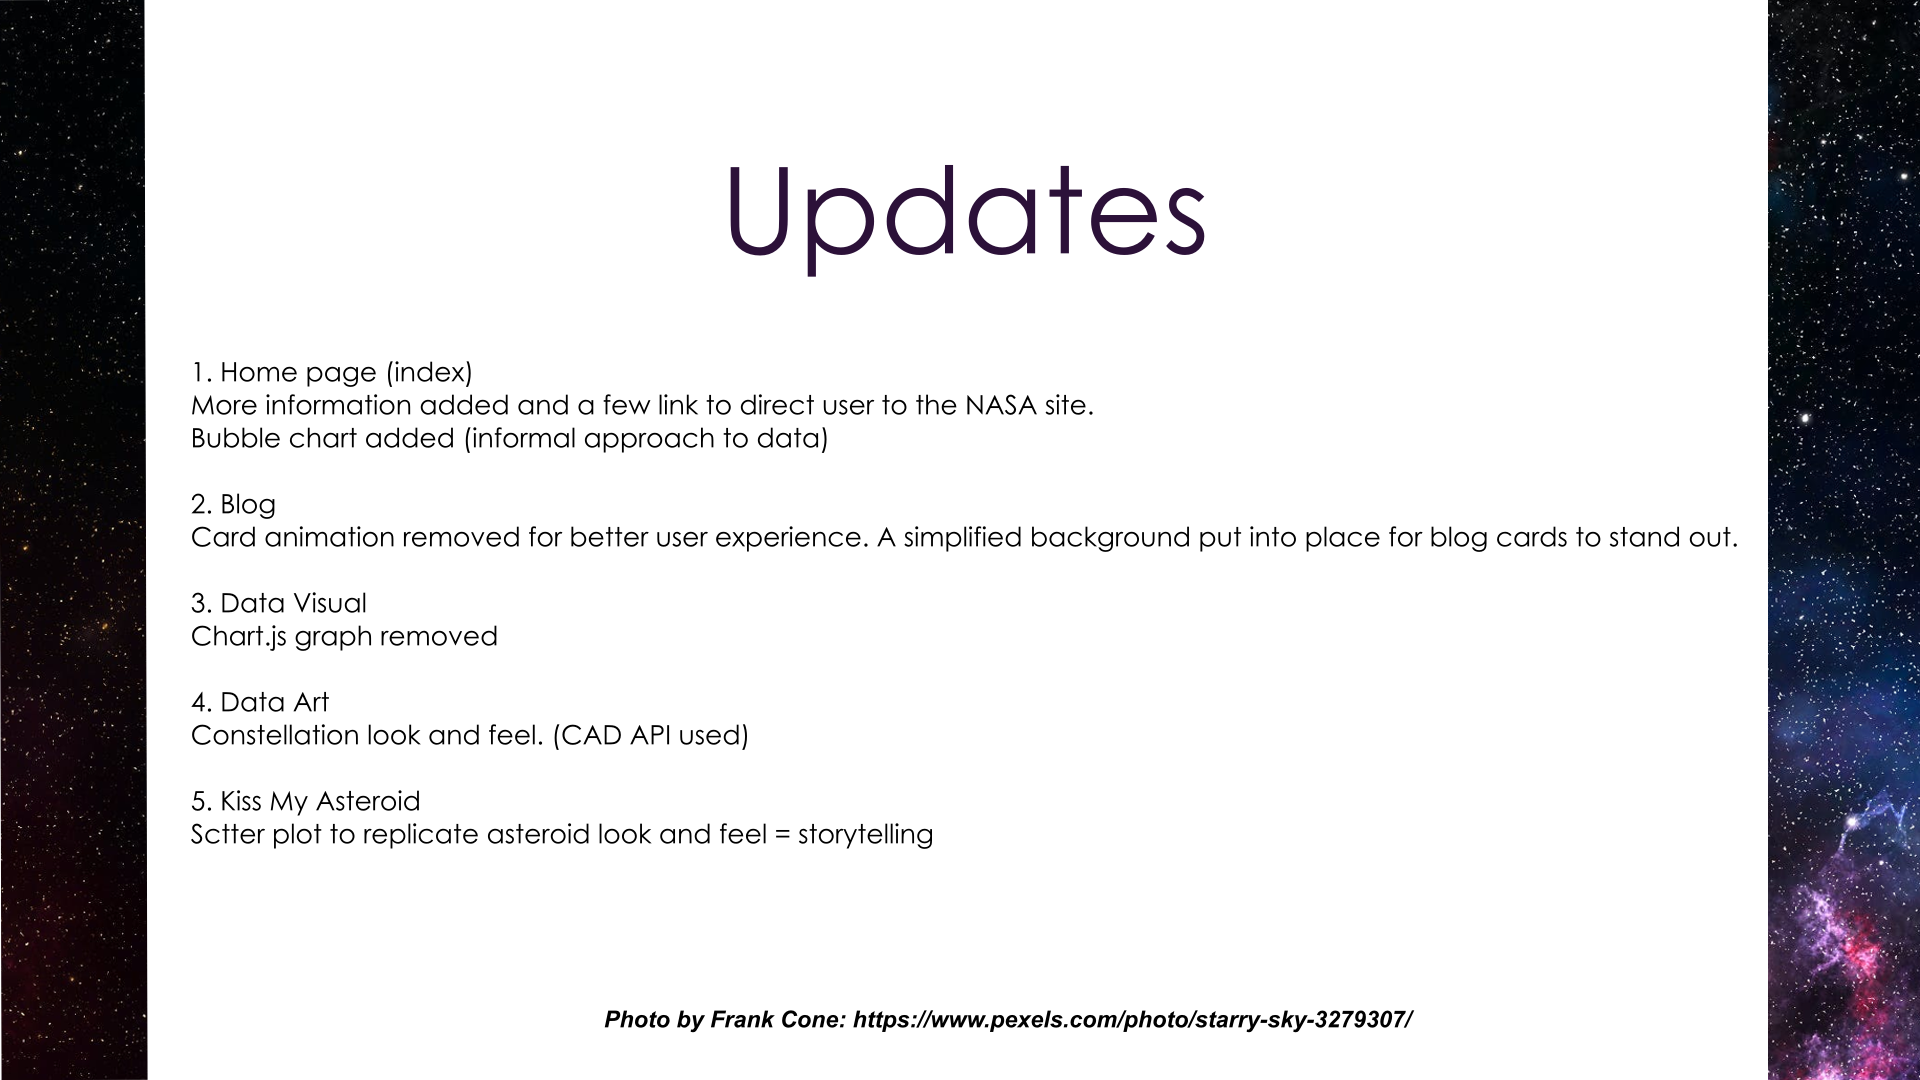 Updates
1. Home page (index)
More information added and a few link to direct user to the NASA site.
Bubble chart added (informal approach to data)
2. Blog
Card animation removed for better user experience. A simplified background put into place for blog cards to stand out.
3. Data Visual
Chart.js graph removed
4. Data Art
Constellation look and feel. (CAD API used)
5. Kiss My Asteroid
Sctter plot to replicate asteroid look and feel = storytelling
Photo by Frank Cone: https://www.pexels.com/photo/starry-sky-3279307/